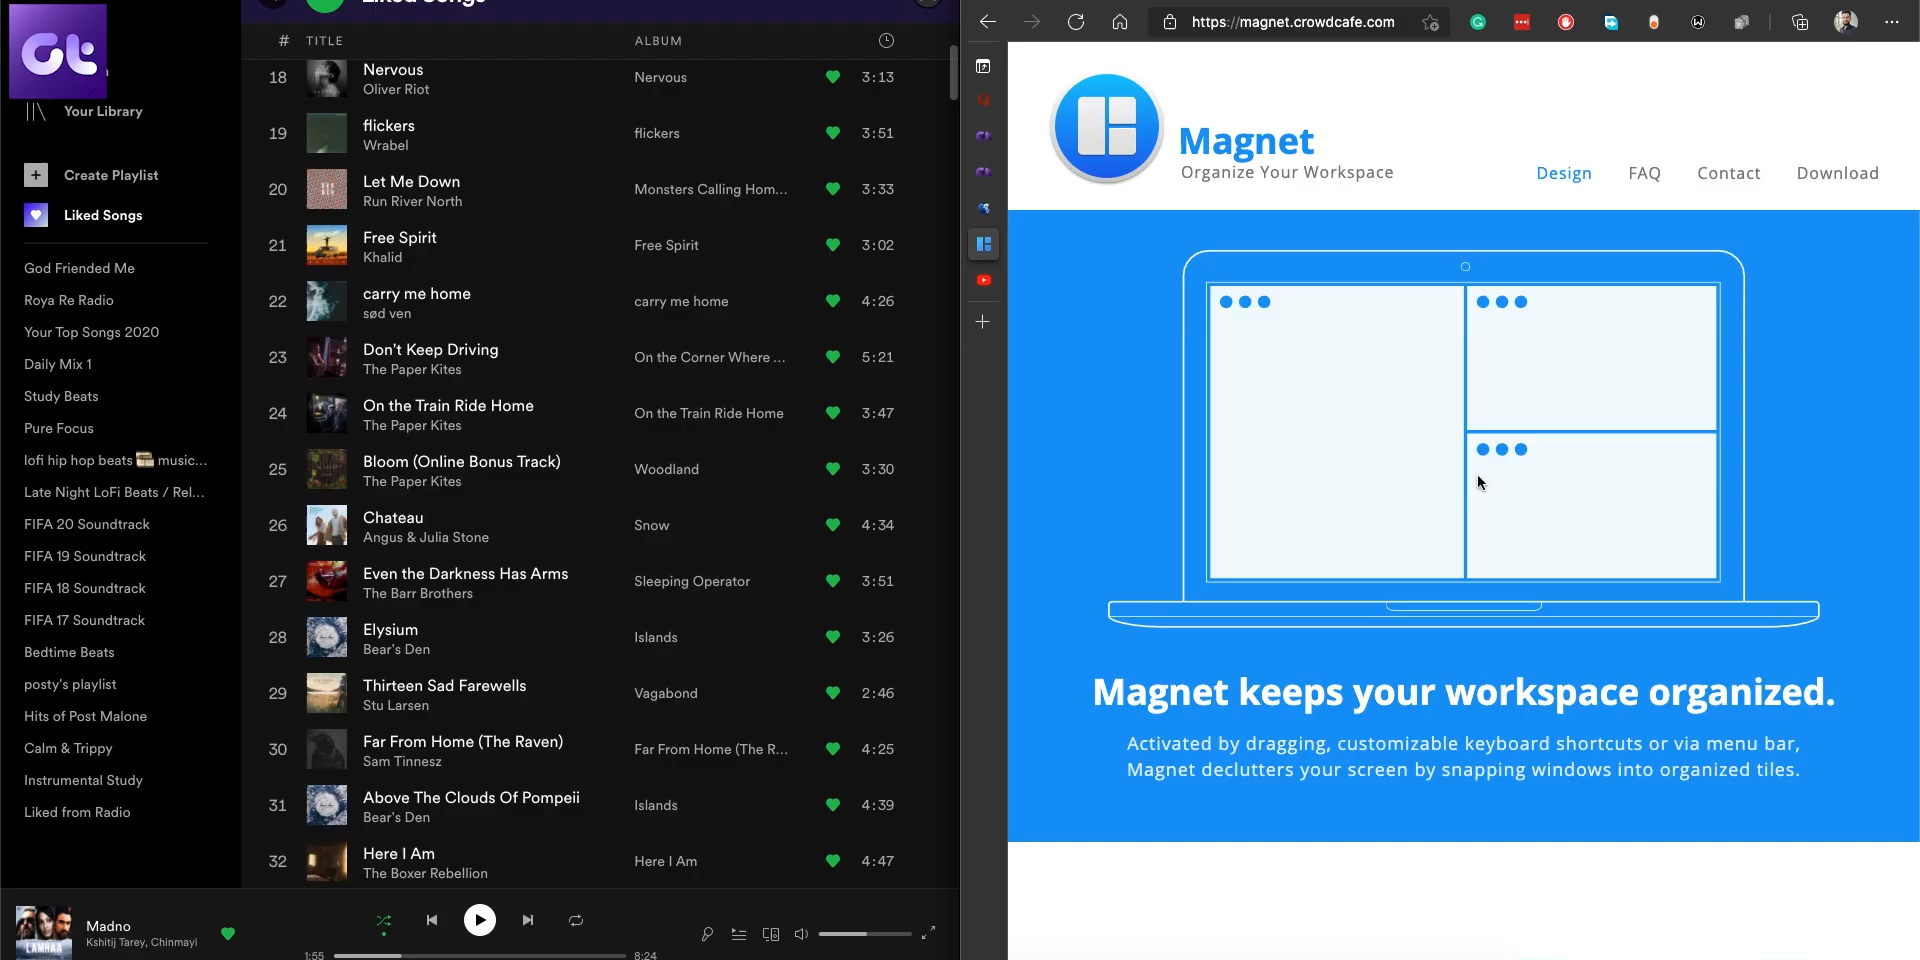 Liked Songs
Your Library
Create Playlist
Liked Songs
God Friended Me
Roya Re Radio
Your Top Songs 2020
Daily Mix 1
Study Beats
Pure Focus
lofi hip hop beats 📻 music...
Late Night LoFi Beats / Rel...
FIFA 20 Soundtrack
FIFA 19 Soundtrack
FIFA 18 Soundtrack
FIFA 17 Soundtrack
Bedtime Beats
posty's playlist
Hits of Post Malone
Calm & Trippy
Instrumental Study
Liked from Radio
# TITLE ALBUM
18 Nervous Nervous 3:13
Oliver Riot
19 flickers flickers 3:51
Wrabel
20 Let Me Down Monsters Calling Hom... 3:33
Run River North
21 Free Spirit Free Spirit 3:02
Khalid
22 carry me home carry me home 4:26
sød ven
23 Don't Keep Driving On the Corner Where ... 5:21
The Paper Kites
24 On the Train Ride Home On the Train Ride Home 3:47
The Paper Kites
25 Bloom (Online Bonus Track) Woodland 3:30
The Paper Kites
26 Chateau Snow 4:34
Angus & Julia Stone
27 Even the Darkness Has Arms Sleeping Operator 3:51
The Barr Brothers
28 Elysium Islands 3:26
Bear's Den
29 Thirteen Sad Farewells Vagabond 2:46
Stu Larsen
30 Far From Home (The Raven) Far From Home (The R... 4:25
Sam Tinnesz
31 Above The Clouds Of Pompeii Islands 4:39
Bear's Den
32 Here I Am Here I Am 4:47
The Boxer Rebellion
LAMHAA
Madno
Kshitij Tarey, Chinmayi
1:55 8:24
https://magnet.crowdcafe.com
Magnet
Organize Your Workspace
Design FAQ Contact Download
Magnet keeps your workspace organized.
Activated by dragging, customizable keyboard shortcuts or via menu bar,
Magnet declutters your screen by snapping windows into organized tiles.